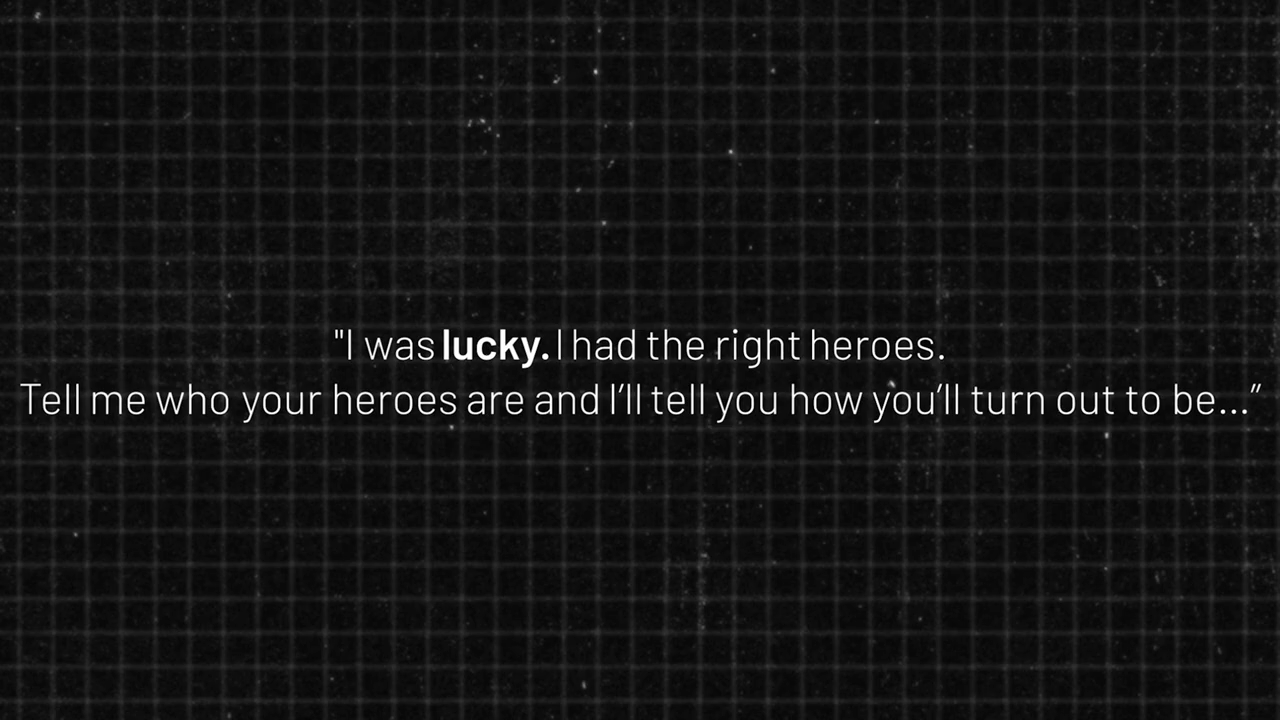 "I was lucky. I had the right heroes.
Tell me who your heroes are and I’ll tell you how you’ll turn out to be...”